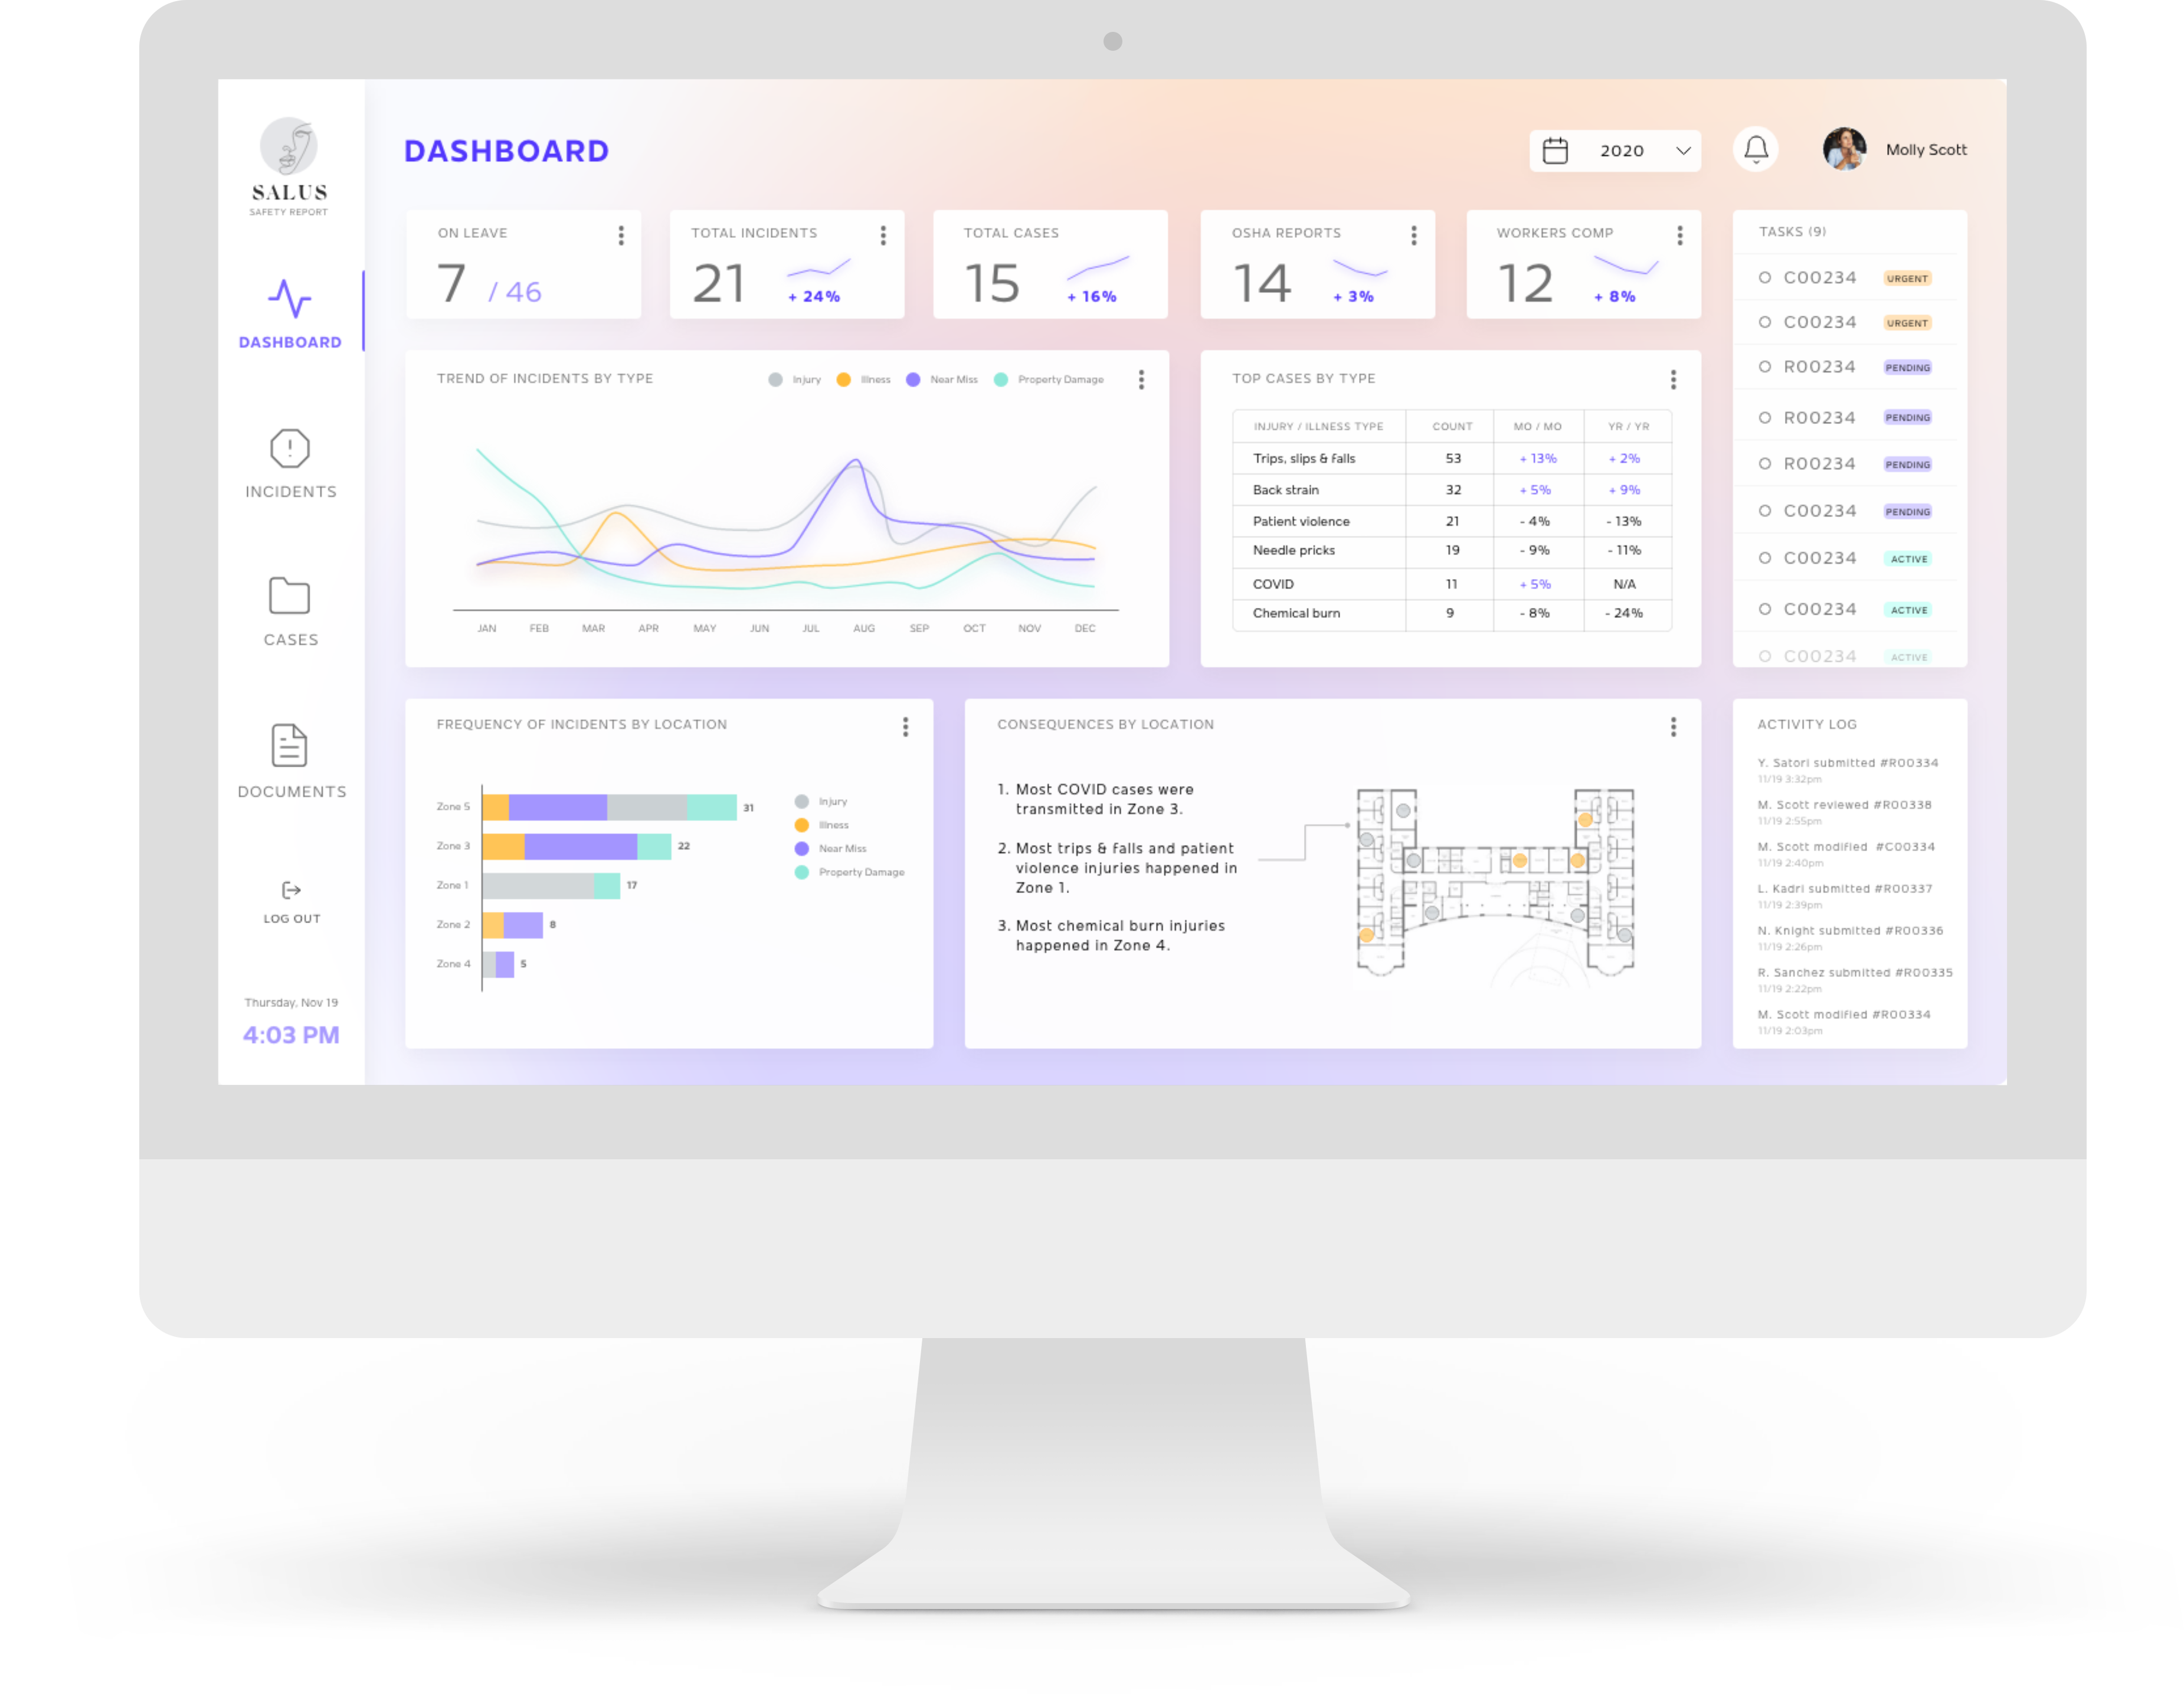 SALUS
SAFETY REPORT
DASHBOARD
INCIDENTS
CASES
DOCUMENTS
LOG OUT
Thursday, Nov 19
4:03 PM
DASHBOARD
2020
Molly Scott
ON LEAVE
7 / 46
TOTAL INCIDENTS
21
+ 24%
TOTAL CASES
15
+ 16%
OSHA REPORTS
14
+ 3%
WORKERS COMP
12
+ 8%
TREND OF INCIDENTS BY TYPE
Injury Illness Near Miss Property Damage
JAN FEB MAR APR MAY JUN JUL AUG SEP OCT NOV DEC
TOP CASES BY TYPE
INJURY / ILLNESS TYPE COUNT MO / MO YR / YR
Trips, slips & falls 53 + 13% + 2%
Back strain 32 + 5% + 9%
Patient violence 21 - 4% - 13%
Needle pricks 19 - 9% - 11%
COVID 11 + 5% N/A
Chemical burn 9 - 8% - 24%
TASKS (9)
C00234 URGENT
C00234 URGENT
R00234 PENDING
R00234 PENDING
R00234 PENDING
C00234 PENDING
C00234 ACTIVE
C00234 ACTIVE
C00234 ACTIVE
FREQUENCY OF INCIDENTS BY LOCATION
Zone 5 31
Zone 3 22
Zone 1 17
Zone 2 8
Zone 4 5
Injury
Illness
Near Miss
Property Damage
CONSEQUENCES BY LOCATION
1. Most COVID cases were
transmitted in Zone 3.
2. Most trips & falls and patient
violence injuries happened in
Zone 1.
3. Most chemical burn injuries
happened in Zone 4.
ACTIVITY LOG
Y. Satori submitted #R00334
11/19 3:32pm
M. Scott reviewed #R00338
11/19 2:55pm
M. Scott modified #C00334
11/19 2:40pm
L. Kadri submitted #R00337
11/19 2:39pm
N. Knight submitted #R00336
11/19 2:26pm
R. Sanchez submitted #R00335
11/19 2:22pm
M. Scott modified #R00334
11/19 2:03pm